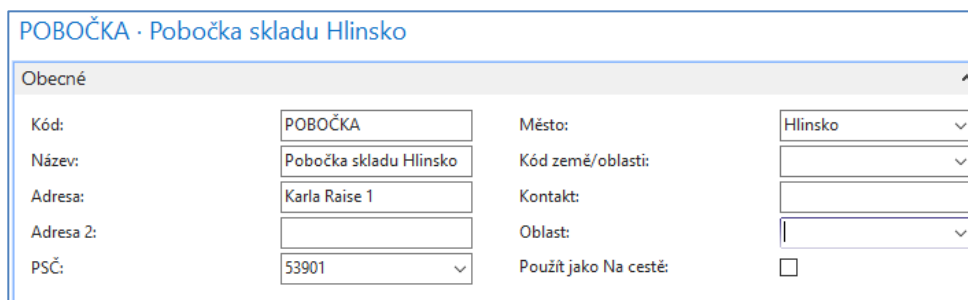 POBOČKA · Pobočka skladu Hlinsko
Obecné
Kód: POBOČKA Město: Hlinsko
Název: Pobočka skladu Hlinsko Kód země/oblasti:
Adresa: Karla Raise 1 Kontakt:
Adresa 2: Oblast:
PSČ: 53901 Použít jako Na cestě: